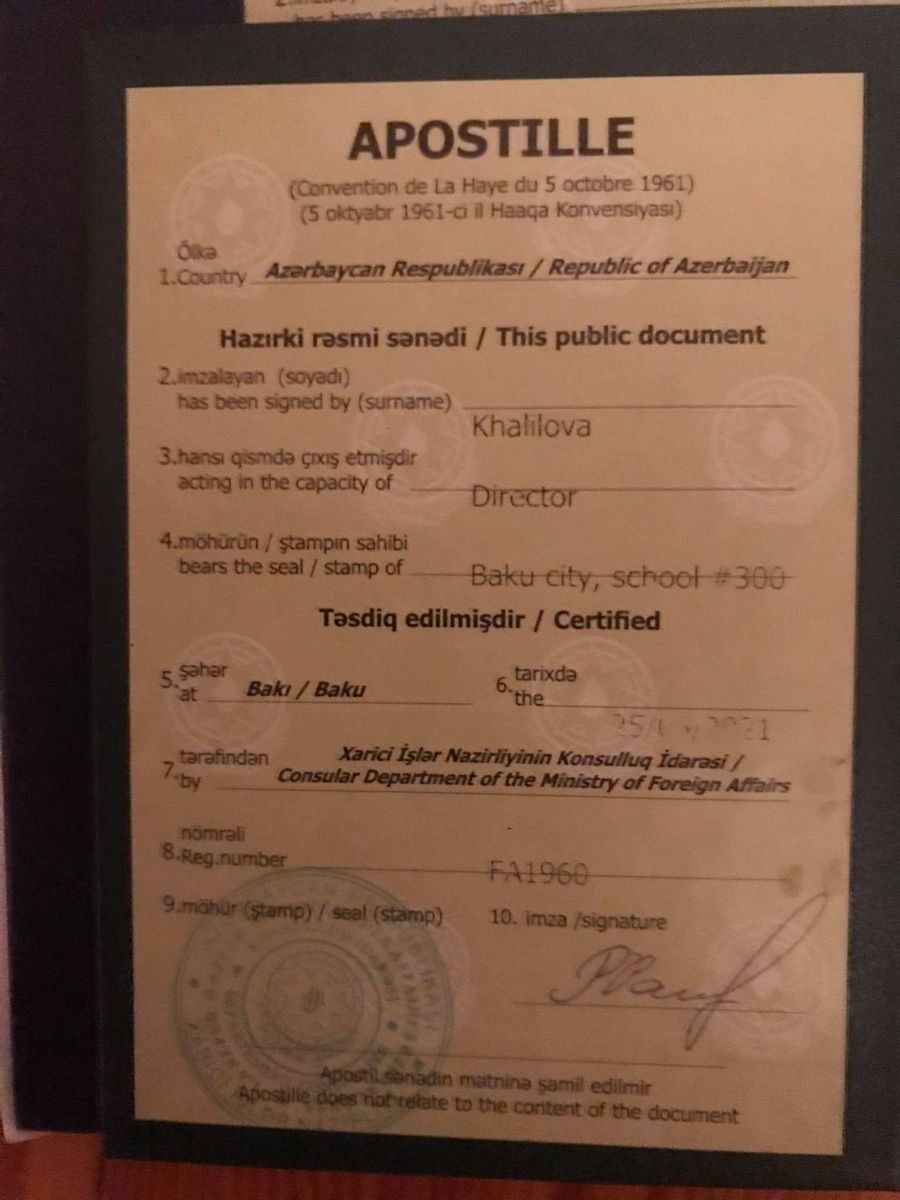 has been signed by (surname)
APOSTILLE
(Convention de La Haye du 5 octobre 1961)
(5 oktyabr 1961-ci il Haaqa Konvensiyası)
Ölkə
1.Country Azərbaycan Respublikası / Republic of Azerbaijan
Hazırki rəsmi sənədi / This public document
2.imzalayan (soyadı)
has been signed by (surname)
Khalilova
3.hansı qismdə çıxış etmişdir
acting in the capacity of
Director
4.möhürün / ştampın sahibi
bears the seal / stamp of Baku city, school #300
Təsdiq edilmişdir / Certified
5. şəhər
at Bakı / Baku
6. tarixdə
the
7. tərəfindən Xarici İşlər Nazirliyinin Konsulluq İdarəsi /
by Consular Department of the Ministry of Foreign Affairs
nömrəli
8.Reg.number FA1960
9.möhür (ştamp) / seal (stamp) 10. imza /signature
Apostil sənədin mətninə şamil edilmir
Apostille does not relate to the content of the document